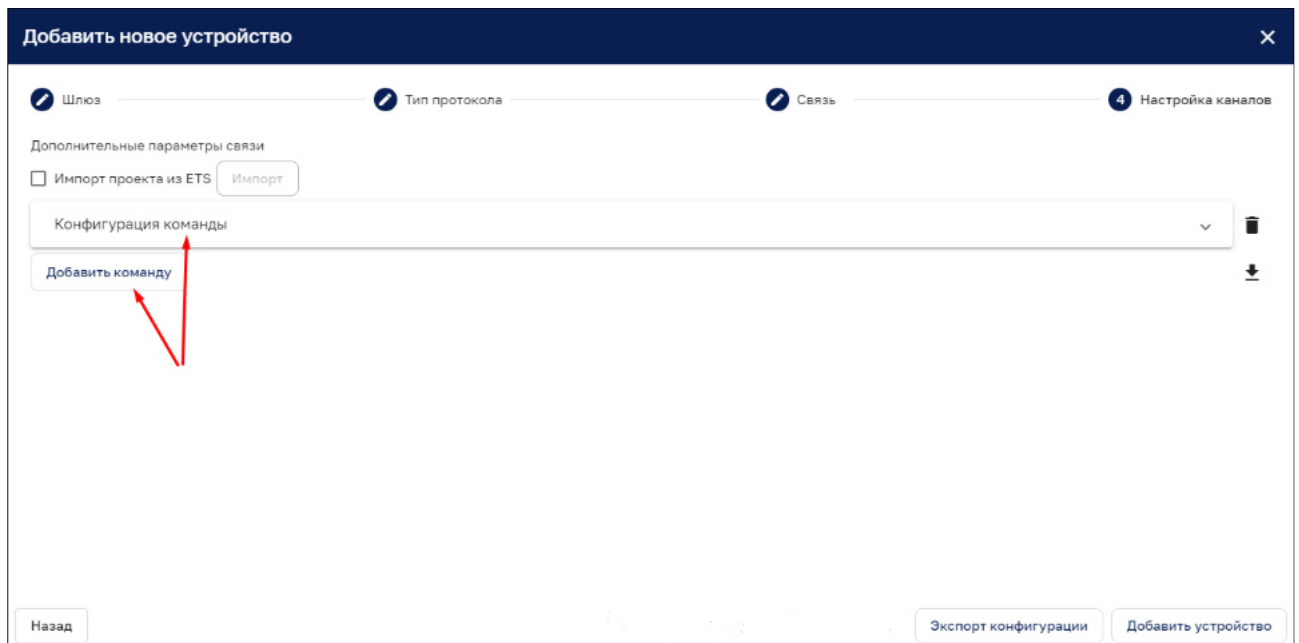 Добавить новое устройство
Шлюз Тип протокола Связь 4 Настройка каналов
Дополнительные параметры связи
Импорт проекта из ETS Импорт
Конфигурация команды
Добавить команду
Назад Экспорт конфигурации Добавить устройство